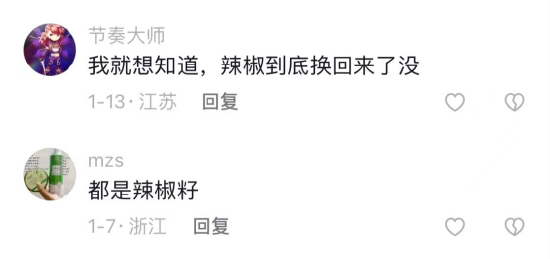 节奏大师
我就想知道，辣椒到底换回来了没
1-13·江苏 回复
mzs
都是辣椒籽
1-7·浙江 回复